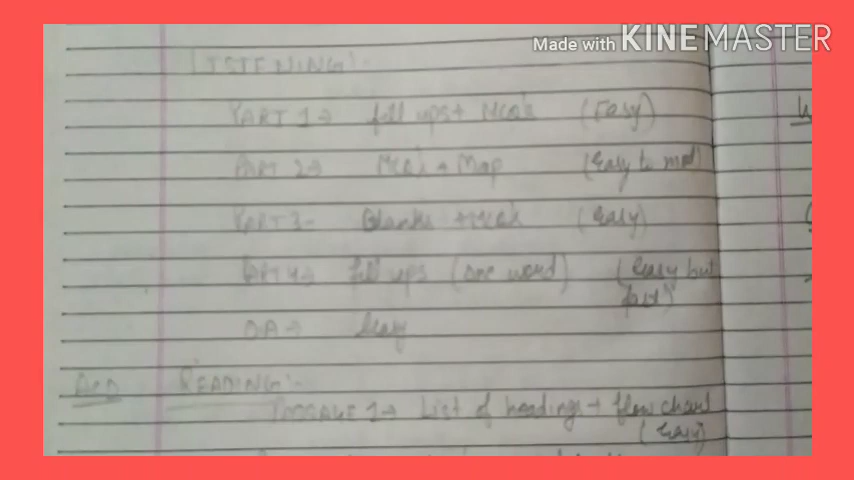 Made with KINEMASTER
LISTENING:-
PART 1→ fill ups + MCQ's (Easy)
PART 2→ MCQ's + Map (Easy to mod)
PART 3- Blanks + MCQ's (Easy)
PART 4→ fill ups (one word) (Easy but
fast)
O.A→ Easy
READING:-
PASSAGE 1→ List of headings + flow chart
(Easy)